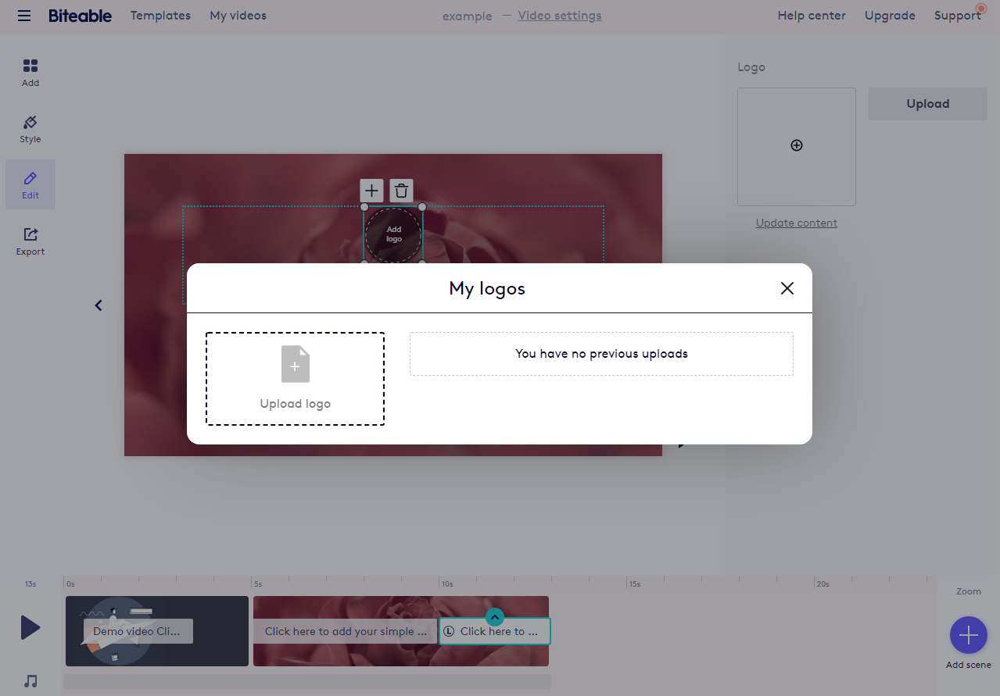 Biteable
Templates
My videos
example — Video settings
Help center
Upgrade
Support
Add
Style
Edit
Export
Logo
Upload
Update content
Add
logo
My logos
Upload logo
You have no previous uploads
13s
0s
5s
10s
15s
20s
Zoom
Demo video Cli...
Click here to add your simple ...
L
Click here to ...
Add scene